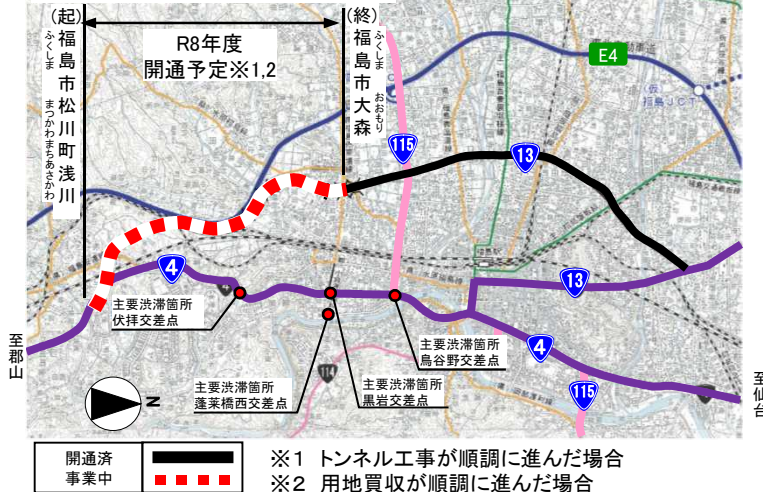 (起)福島市松川町浅川
ふくしま まつかわまちあさかわ
R8年度
開通予定※1,2
(終)福島市大森
ふくしま おおもり
E4
(仮)
福島JCT
115
13
4
13
主要渋滞箇所
伏拝交差点
主要渋滞箇所
鳥谷野交差点
4
至郡山
主要渋滞箇所
蓬莱橋西交差点
主要渋滞箇所
黒岩交差点
114
115
至仙台
N
開通済
事業中
※1 トンネル工事が順調に進んだ場合
※2 用地買収が順調に進んだ場合